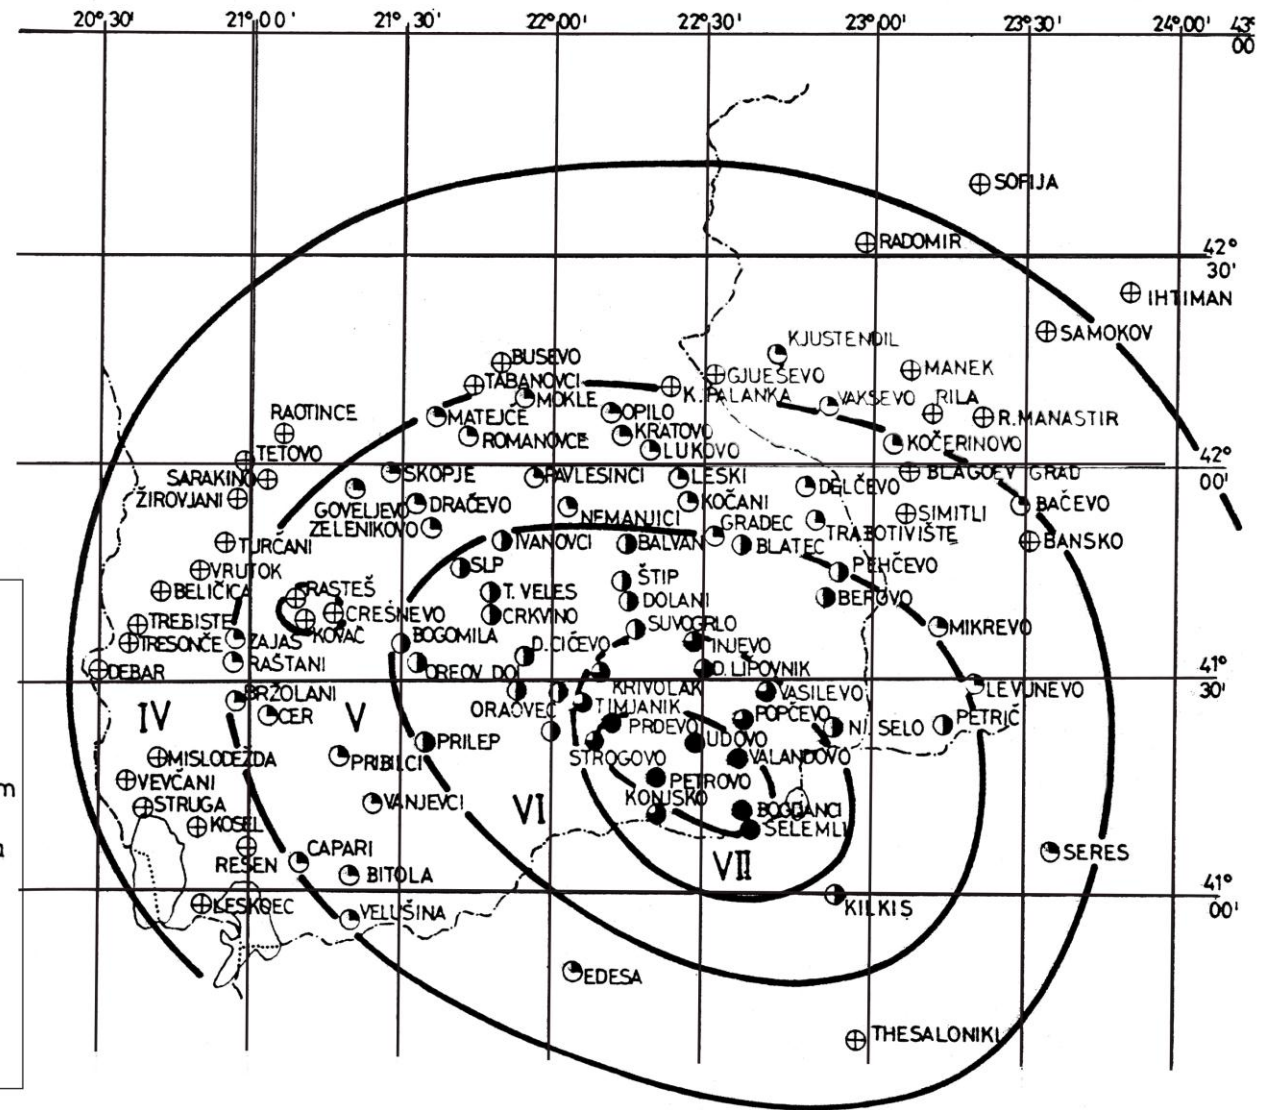 20°30' 21°00' 21°30' 22°00' 22°30' 23°00' 23°30' 24°00' 43°
00
SOFIJA
RADOMIR
42°
30'
IHTIMAN
SAMOKOV
KJUSTENDIL
BUSEVO
GJUEŠEVO
MANEK
TABANOVCI
K. PALANKA
MOKLE
VAKSEVO
RILA
RAOTINCE
MATEJČE
OPILO
R.MANASTIR
ROMANOVCE
KRATOVO
KOČERINOVO
LUKOVO
TETOVO
42°
00'
SARAKINO
SKOPJE
PAVLESINCI
LESKI
DELČEVO
BLAGOEVGRAD
ŽIROVJANI
GOVELJEVO
DRAČEVO
NEMANJICI
KOČANI
SIMITLI
BAČEVO
ZELENIKOVO
GRADEC
TRABOTIVIŠTE
TURČANI
IVANOVCI
BALVAN
BLATEC
BANSKO
VRUTOK
SLP
PEHČEVO
BELIČICA
RASTEŠ
T. VELES
ŠTIP
BEROVO
CREŠNEVO
CRKVINO
DOLANI
TREBISTE
KOVAČ
SUVOGRLO
MIKREVO
TRESONČE
ZAJAS
BOGOMILA
D. CIČEVO
INJEVO
DEBAR
RAŠTANI
OREOV DO
D. LIPOVNIK
BRŽOLANI
KRIVOLAK
VASILEVO
LEVUNEVO
41°
30'
IV
CER
V
ORAOVEC
TIMJANIK
POPČEVO
PETRIČ
PRDEVO
N. SELO
PRILEP
UDOVO
MISLODEŽDA
PRIBILCI
STROGOVO
VALANDOVO
VEVČANI
PETROVO
STRUGA
VANJEVCI
VI
KONJSKO
BOGDANCI
KOSEL
SELEMLI
RESEN
CAPARI
VII
SERES
BITOLA
41°
00'
LESKOEC
VELUŠINA
KILKIS
EDESA
THESALONIKI
m